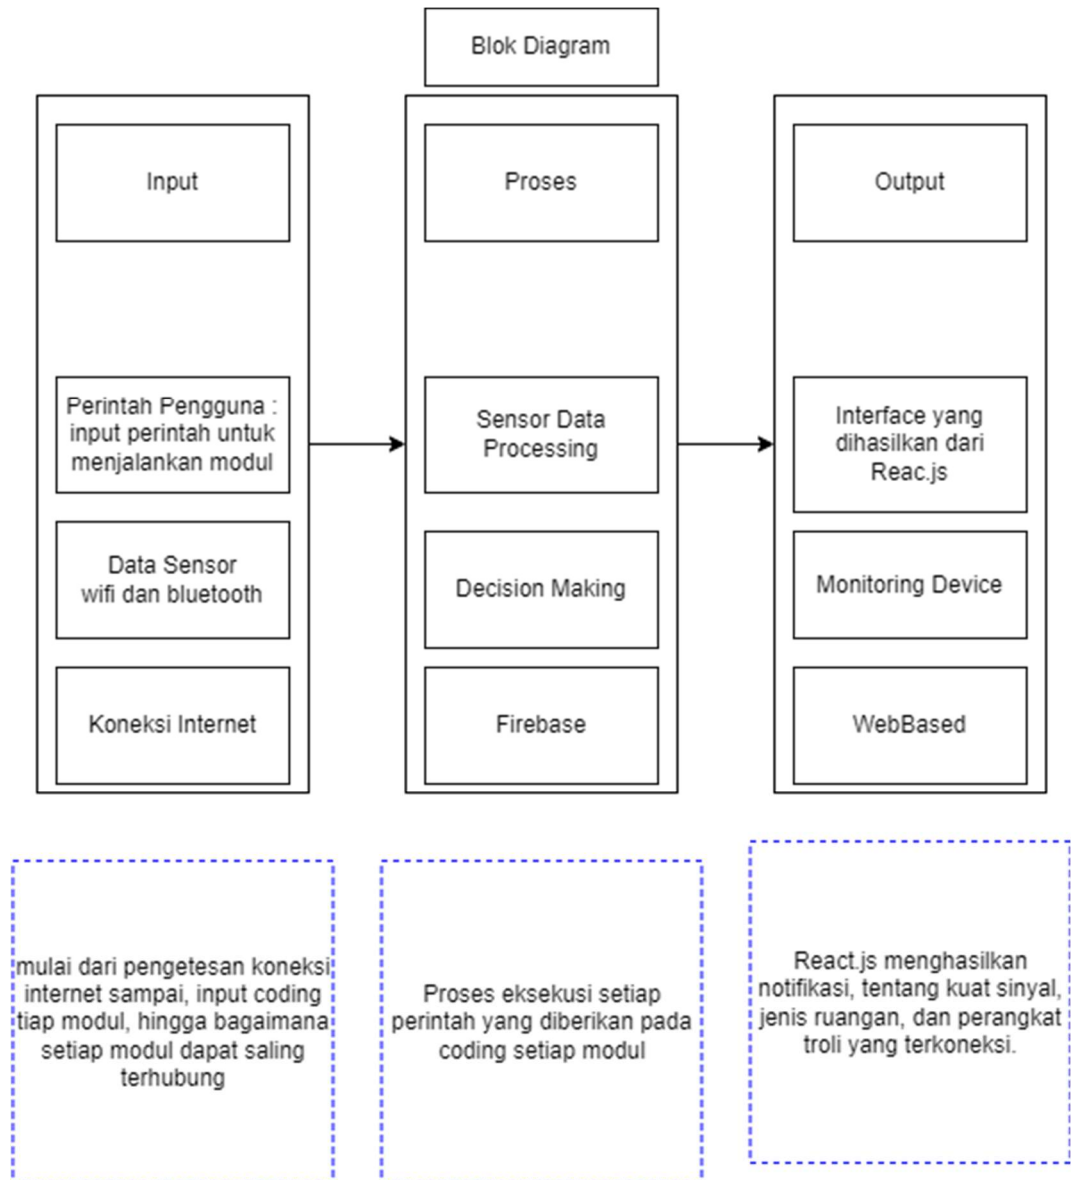 Blok Diagram
Input
Perintah Pengguna :
input perintah untuk
menjalankan modul
Data Sensor
wifi dan bluetooth
Koneksi Internet
Proses
Sensor Data
Processing
Decision Making
Firebase
Output
Interface yang
dihasilkan dari
Reac.js
Monitoring Device
WebBased
mulai dari pengetesan koneksi
internet sampai, input coding
tiap modul, hingga bagaimana
setiap modul dapat saling
terhubung
Proses eksekusi setiap
perintah yang diberikan pada
coding setiap modul
React.js menghasilkan
notifikasi, tentang kuat sinyal,
jenis ruangan, dan perangkat
troli yang terkoneksi.